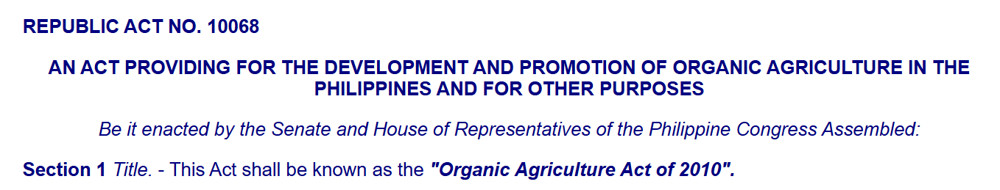 REPUBLIC ACT NO. 10068
AN ACT PROVIDING FOR THE DEVELOPMENT AND PROMOTION OF ORGANIC AGRICULTURE IN THE
PHILIPPINES AND FOR OTHER PURPOSES
Be it enacted by the Senate and House of Representatives of the Philippine Congress Assembled:
Section 1 Title. - This Act shall be known as the "Organic Agriculture Act of 2010".